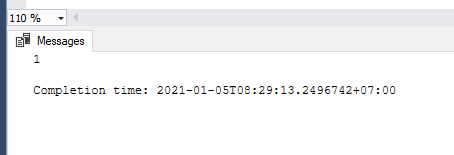 110 %
Messages
1
Completion time: 2021-01-05T08:29:13.2496742+07:00